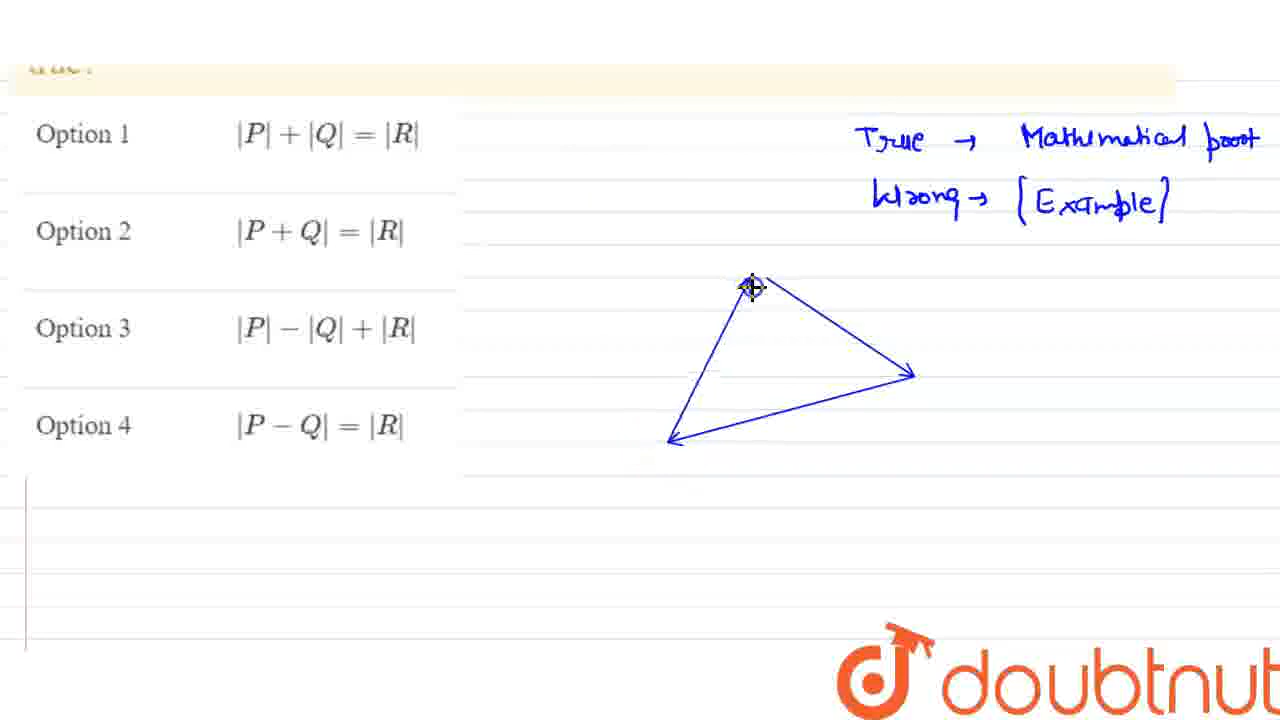 Option 1 |P| + |Q| = |R|
True → Mathematical proof
Wrong → [Example]
Option 2 |P + Q| = |R|
Option 3 |P| − |Q| + |R|
Option 4 |P − Q| = |R|
doubtnut